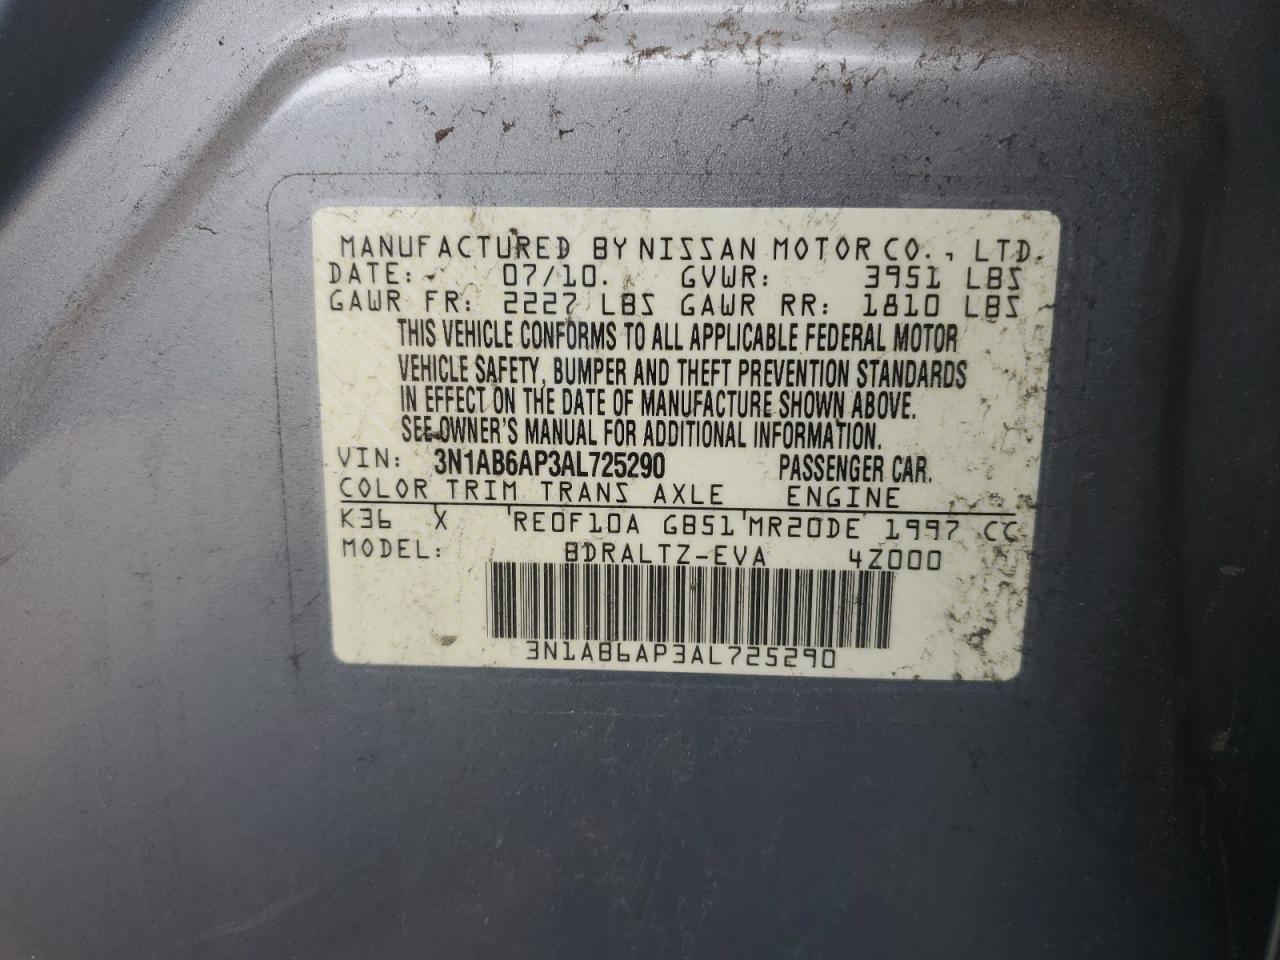 MANUFACTURED BY NISSAN MOTOR CO., LTD.
DATE: 07/10. GVWR: 3951 LBS
GAWR FR: 2227 LBS GAWR RR: 1810 LBS
THIS VEHICLE CONFORMS TO ALL APPLICABLE FEDERAL MOTOR
VEHICLE SAFETY, BUMPER AND THEFT PREVENTION STANDARDS
IN EFFECT ON THE DATE OF MANUFACTURE SHOWN ABOVE.
SEE OWNER'S MANUAL FOR ADDITIONAL INFORMATION.
VIN: 3N1AB6AP3AL725290 PASSENGER CAR.
COLOR TRIM TRANS AXLE ENGINE
K36 X RE0F10A GB51 MR20DE 1997 CC
MODEL: BDRALTZ-EVA 4Z000
3N1AB6AP3AL725290